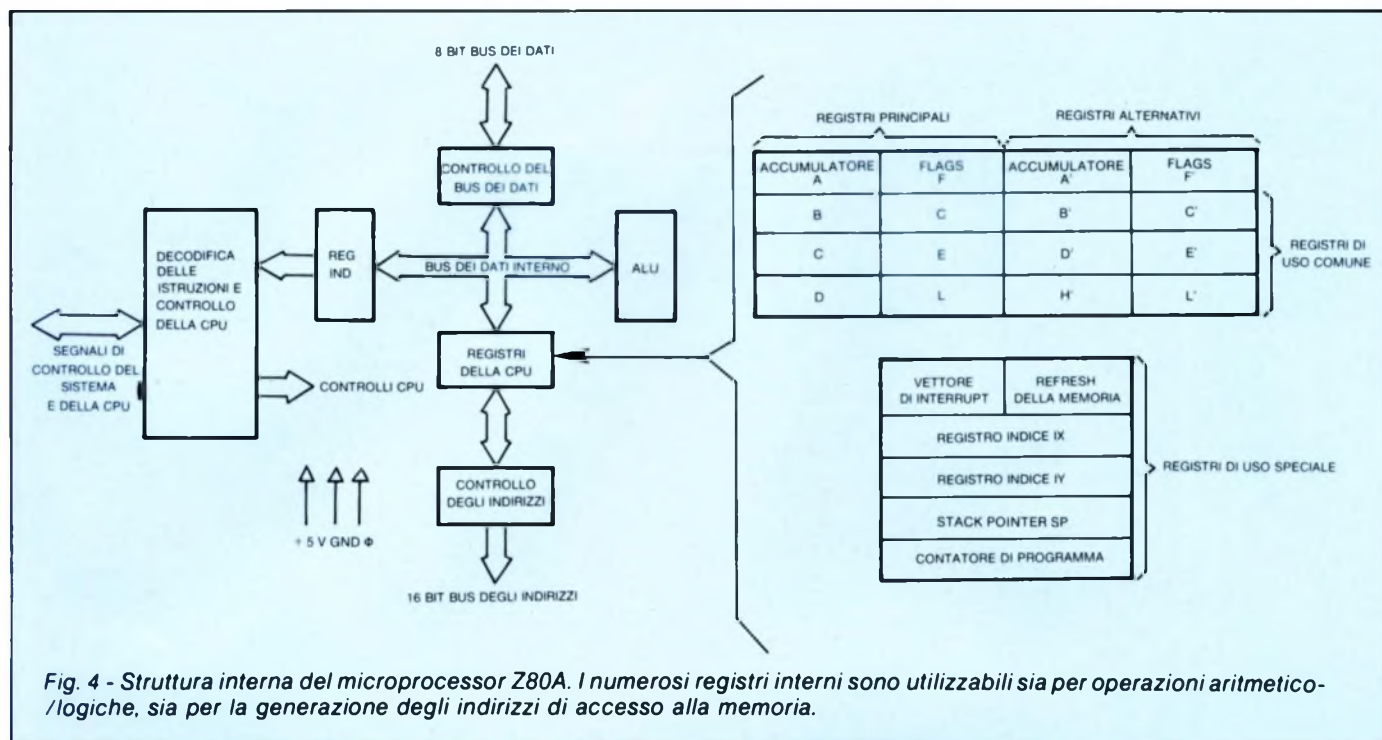 8 BIT BUS DEI DATI
CONTROLLO DEL
BUS DEI DATI
DECODIFICA
DELLE
ISTRUZIONI E
CONTROLLO
DELLA CPU
REG
IND
BUS DEI DATI INTERNO
ALU
SEGNALI DI
CONTROLLO DEL
SISTEMA
E DELLA CPU
CONTROLLI CPU
REGISTRI
DELLA CPU
CONTROLLO
DEGLI INDIRIZZI
+ 5 V GND Φ
16 BIT BUS DEGLI INDIRIZZI
REGISTRI PRINCIPALI
REGISTRI ALTERNATIVI
ACCUMULATORE
A
FLAGS
F
ACCUMULATORE
A'
FLAGS
F'
B C B' C'
C E D' E'
D L H' L'
REGISTRI DI
USO COMUNE
VETTORE
DI INTERRUPT
REFRESH
DELLA MEMORIA
REGISTRO INDICE IX
REGISTRO INDICE IY
STACK POINTER SP
CONTATORE DI PROGRAMMA
REGISTRI DI USO SPECIALE
Fig. 4 - Struttura interna del microprocessor Z80A. I numerosi registri interni sono utilizzabili sia per operazioni aritmetico-
/logiche, sia per la generazione degli indirizzi di accesso alla memoria.